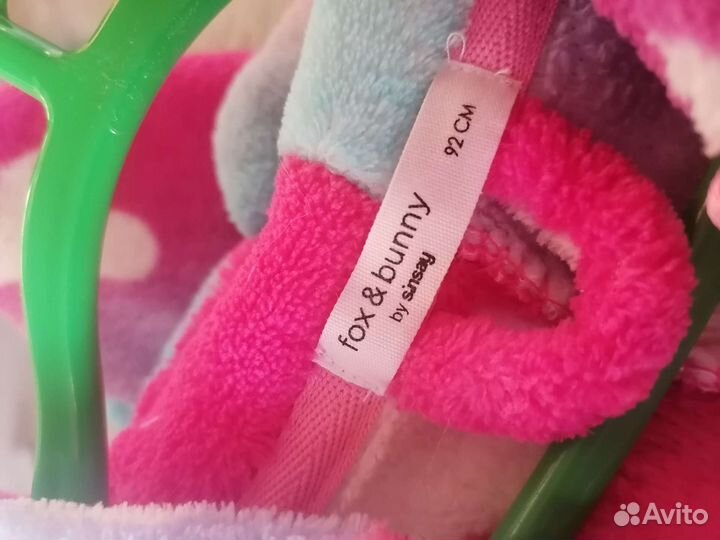 fox & bunny
by sinsay
92 CM
Avito